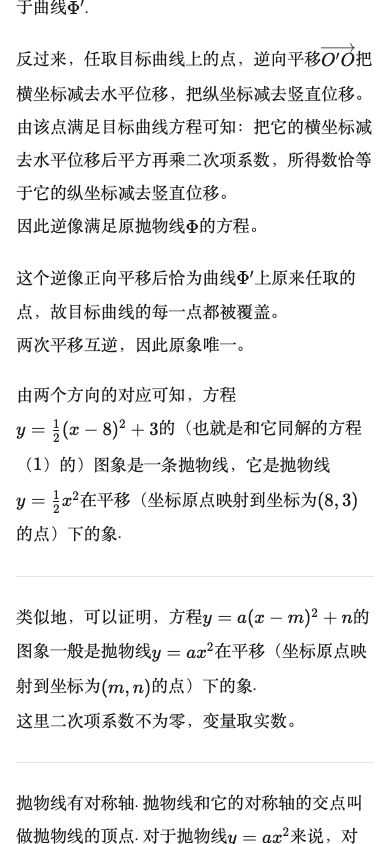 于曲线Φ′.
反过来，任取目标曲线上的点，逆向平移$\overrightarrow{O'O}$把
横坐标减去水平位移，把纵坐标减去竖直位移。
由该点满足目标曲线方程可知：把它的横坐标减
去水平位移后平方再乘二次项系数，所得数恰等
于它的纵坐标减去竖直位移。
因此逆像满足原抛物线Φ的方程。
这个逆像正向平移后恰为曲线Φ′上原来任取的
点，故目标曲线的每一点都被覆盖。
两次平移互逆，因此原象唯一。
由两个方向的对应可知，方程
$y = \frac{1}{2}(x - 8)^2 + 3$的（也就是和它同解的方程
（1）的）图象是一条抛物线，它是抛物线
$y = \frac{1}{2}x^2$在平移（坐标原点映射到坐标为(8, 3)
的点）下的象.
类似地，可以证明，方程$y = a(x - m)^2 + n$的
图象一般是抛物线$y = ax^2$在平移（坐标原点映
射到坐标为(m, n)的点）下的象.
这里二次项系数不为零，变量取实数。
抛物线有对称轴. 抛物线和它的对称轴的交点叫
做抛物线的顶点. 对于抛物线$y = ax^2$来说，对